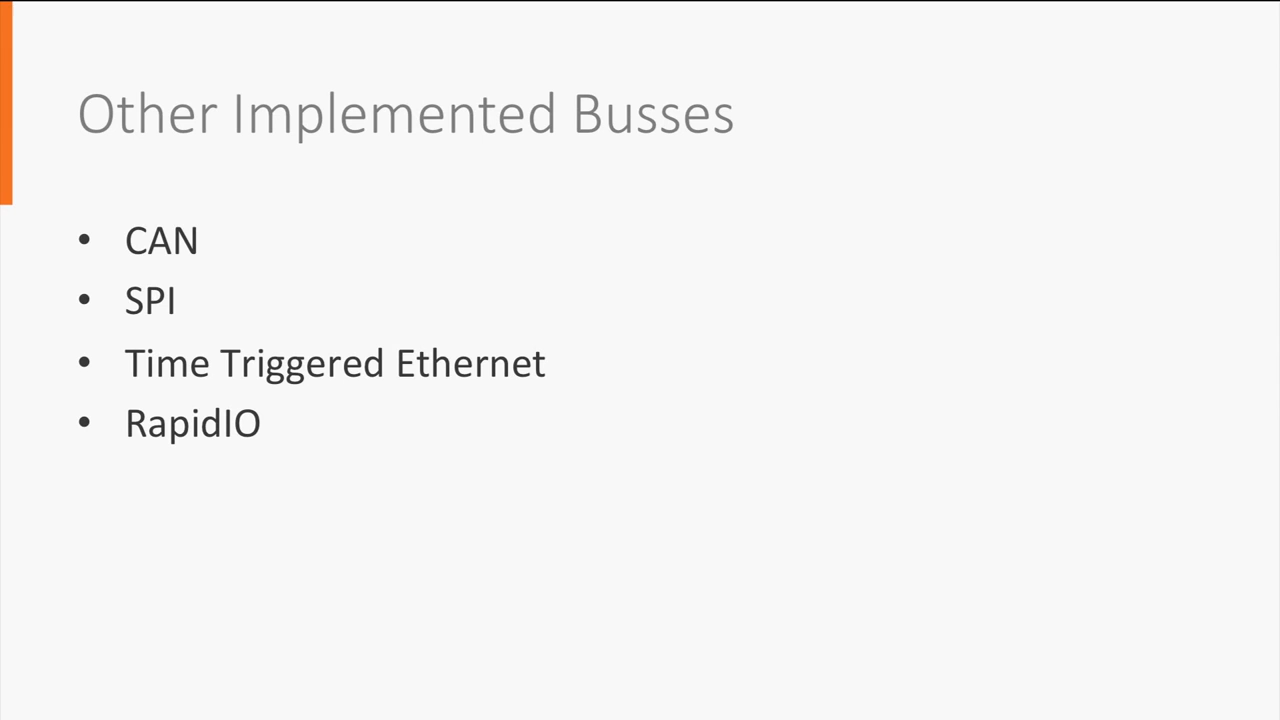 Other Implemented Busses
• CAN
• SPI
• Time Triggered Ethernet
• RapidIO